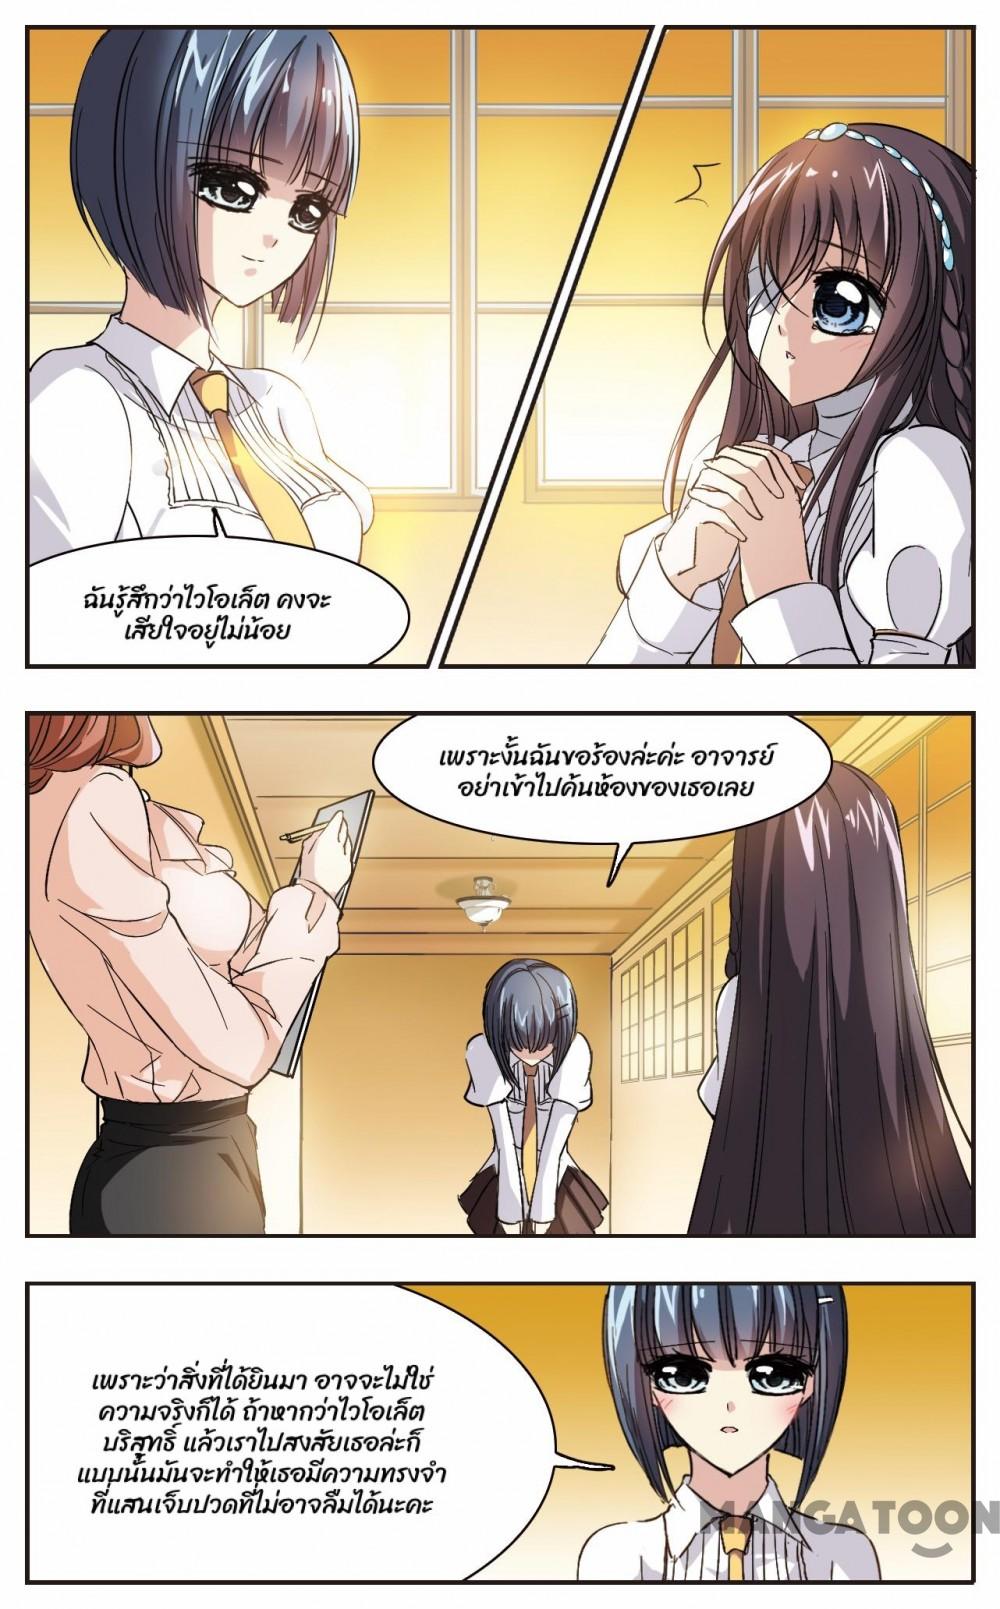 ฉันรู้สึกว่าไวโอเล็ต คงจะ
เสียใจอยู่ไม่น้อย
เพราะงั้นฉันขอร้องล่ะค่ะ อาจารย์
อย่าเข้าไปค้นห้องของเธอเลย
เพราะว่าสิ่งที่ได้ยินมา อาจจะไม่ใช่
ความจริงก็ได้ ถ้าหากว่าไวโอเล็ต
บริสุทธิ์ แล้วเราไปสงสัยเธอล่ะก็
แบบนั้นมันจะทำให้เธอมีความทรงจำ
ที่แสนเจ็บปวดที่ไม่อาจลืมได้นะคะ
MANGATOON